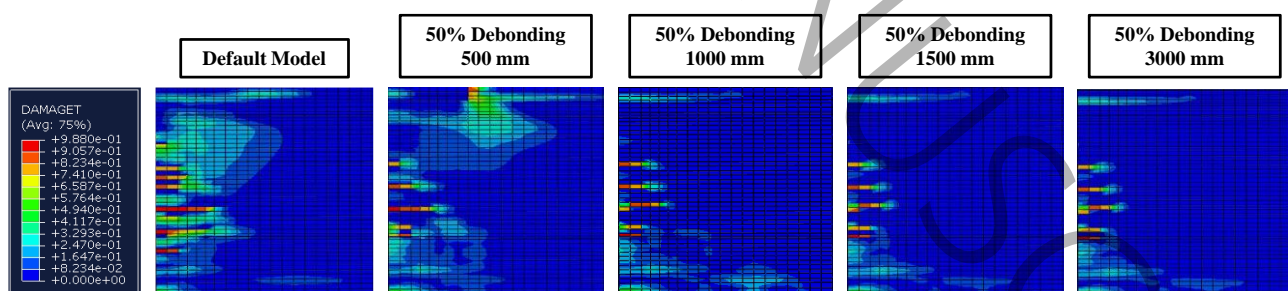 Default Model
50% Debonding
500 mm
50% Debonding
1000 mm
50% Debonding
1500 mm
50% Debonding
3000 mm
DAMAGET
(Avg: 75%)
+9.880e-01
+9.057e-01
+8.234e-01
+7.410e-01
+6.587e-01
+5.764e-01
+4.940e-01
+4.117e-01
+3.293e-01
+2.470e-01
+1.647e-01
+8.234e-02
+0.000e+00